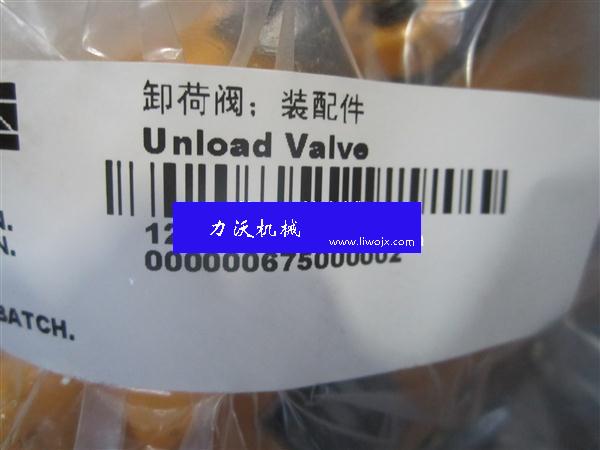 卸荷阀；装配件
Unload Valve
12
力沃机械
www.liwojx.com
000000675000002
N.
N.
BATCH.